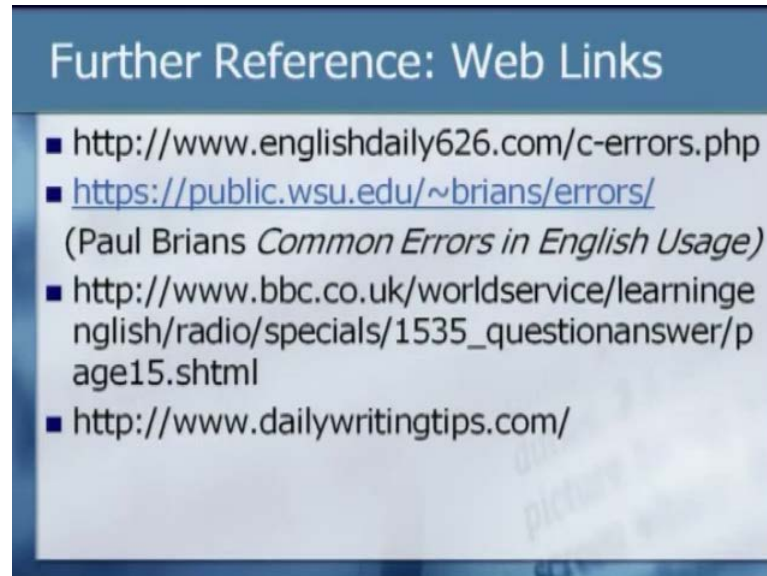 Further Reference: Web Links
■ http://www.englishdaily626.com/c-errors.php
■ https://public.wsu.edu/~brians/errors/
(Paul Brians Common Errors in English Usage)
■ http://www.bbc.co.uk/worldservice/learninge
nglish/radio/specials/1535_questionanswer/p
age15.shtml
■ http://www.dailywritingtips.com/
picture
screen